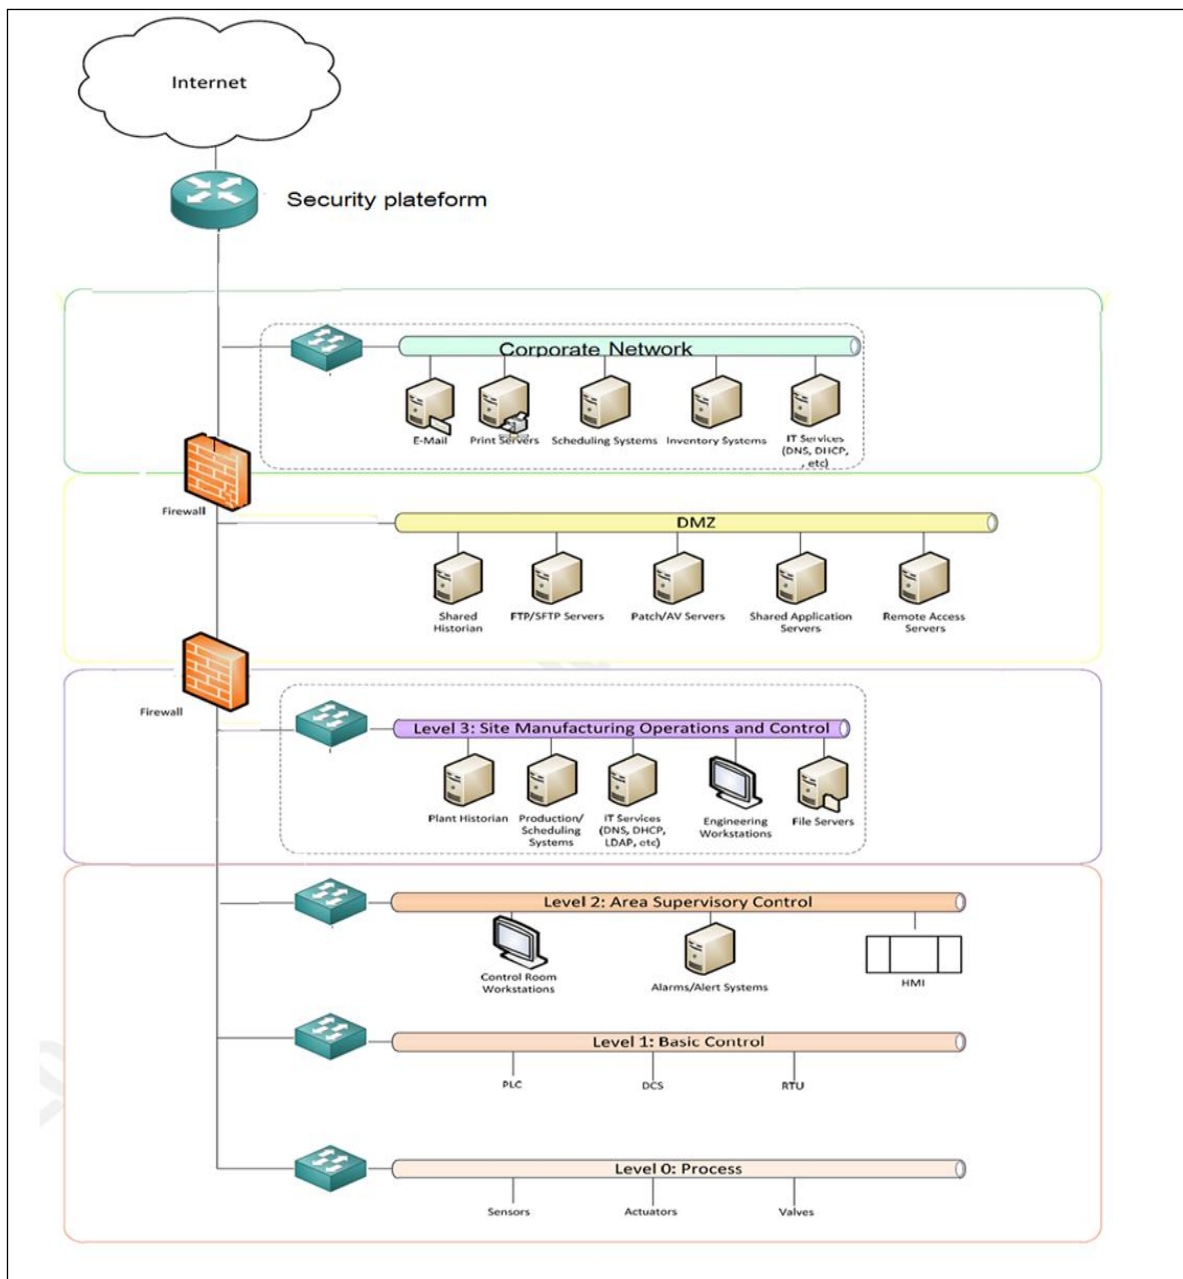 Internet
Security plateform
Corporate Network
E-Mail
Print Servers
Scheduling Systems
Inventory Systems
IT Services
(DNS, DHCP,
, etc)
Firewall
DMZ
Shared
Historian
FTP/SFTP Servers
Patch/AV Servers
Shared Application
Servers
Remote Access
Servers
Firewall
Level 3: Site Manufacturing Operations and Control
Plant Historian
Production/
Scheduling
Systems
IT Services
(DNS, DHCP,
LDAP, etc)
Engineering
Workstations
File Servers
Level 2: Area Supervisory Control
Control Room
Workstations
Alarms/Alert Systems
HMI
Level 1: Basic Control
PLC
DCS
RTU
Level 0: Process
Sensors
Actuators
Valves